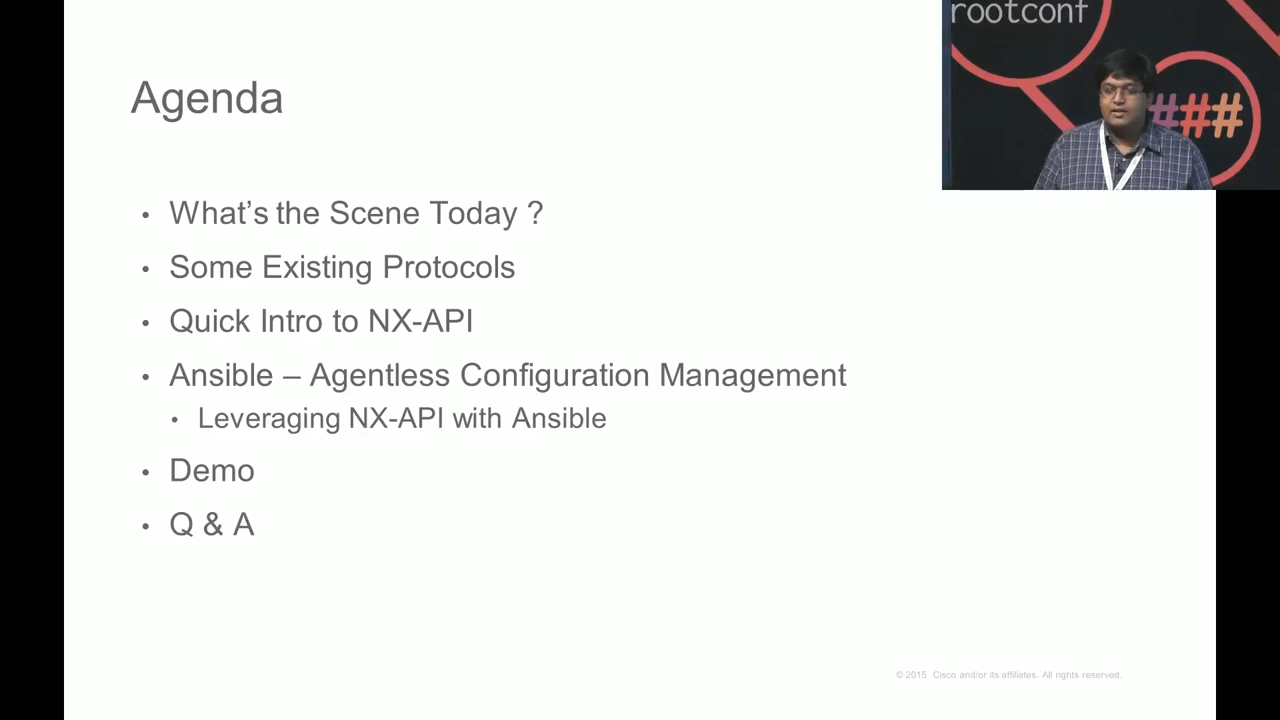 rootconf
###
Agenda
• What's the Scene Today ?
• Some Existing Protocols
• Quick Intro to NX-API
• Ansible – Agentless Configuration Management
• Leveraging NX-API with Ansible
• Demo
• Q & A
© 2015 Cisco and/or its affiliates. All rights reserved.